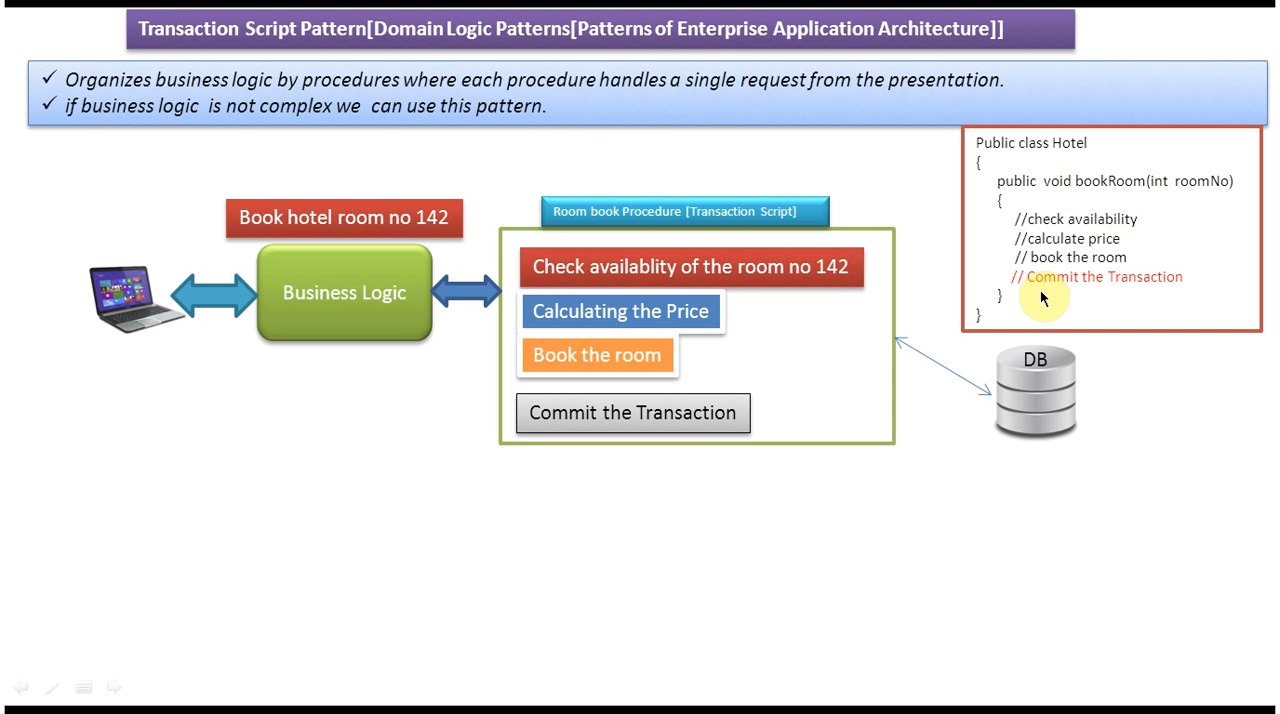 Transaction Script Pattern[Domain Logic Patterns[Patterns of Enterprise Application Architecture]]
✓ Organizes business logic by procedures where each procedure handles a single request from the presentation.
✓ if business logic is not complex we can use this pattern.
Public class Hotel
{
public void bookRoom(int roomNo)
{
//check availability
//calculate price
// book the room
// Commit the Transaction
}
}
Book hotel room no 142
Business Logic
Room book Procedure [Transaction Script]
Check availablity of the room no 142
Calculating the Price
Book the room
Commit the Transaction
DB